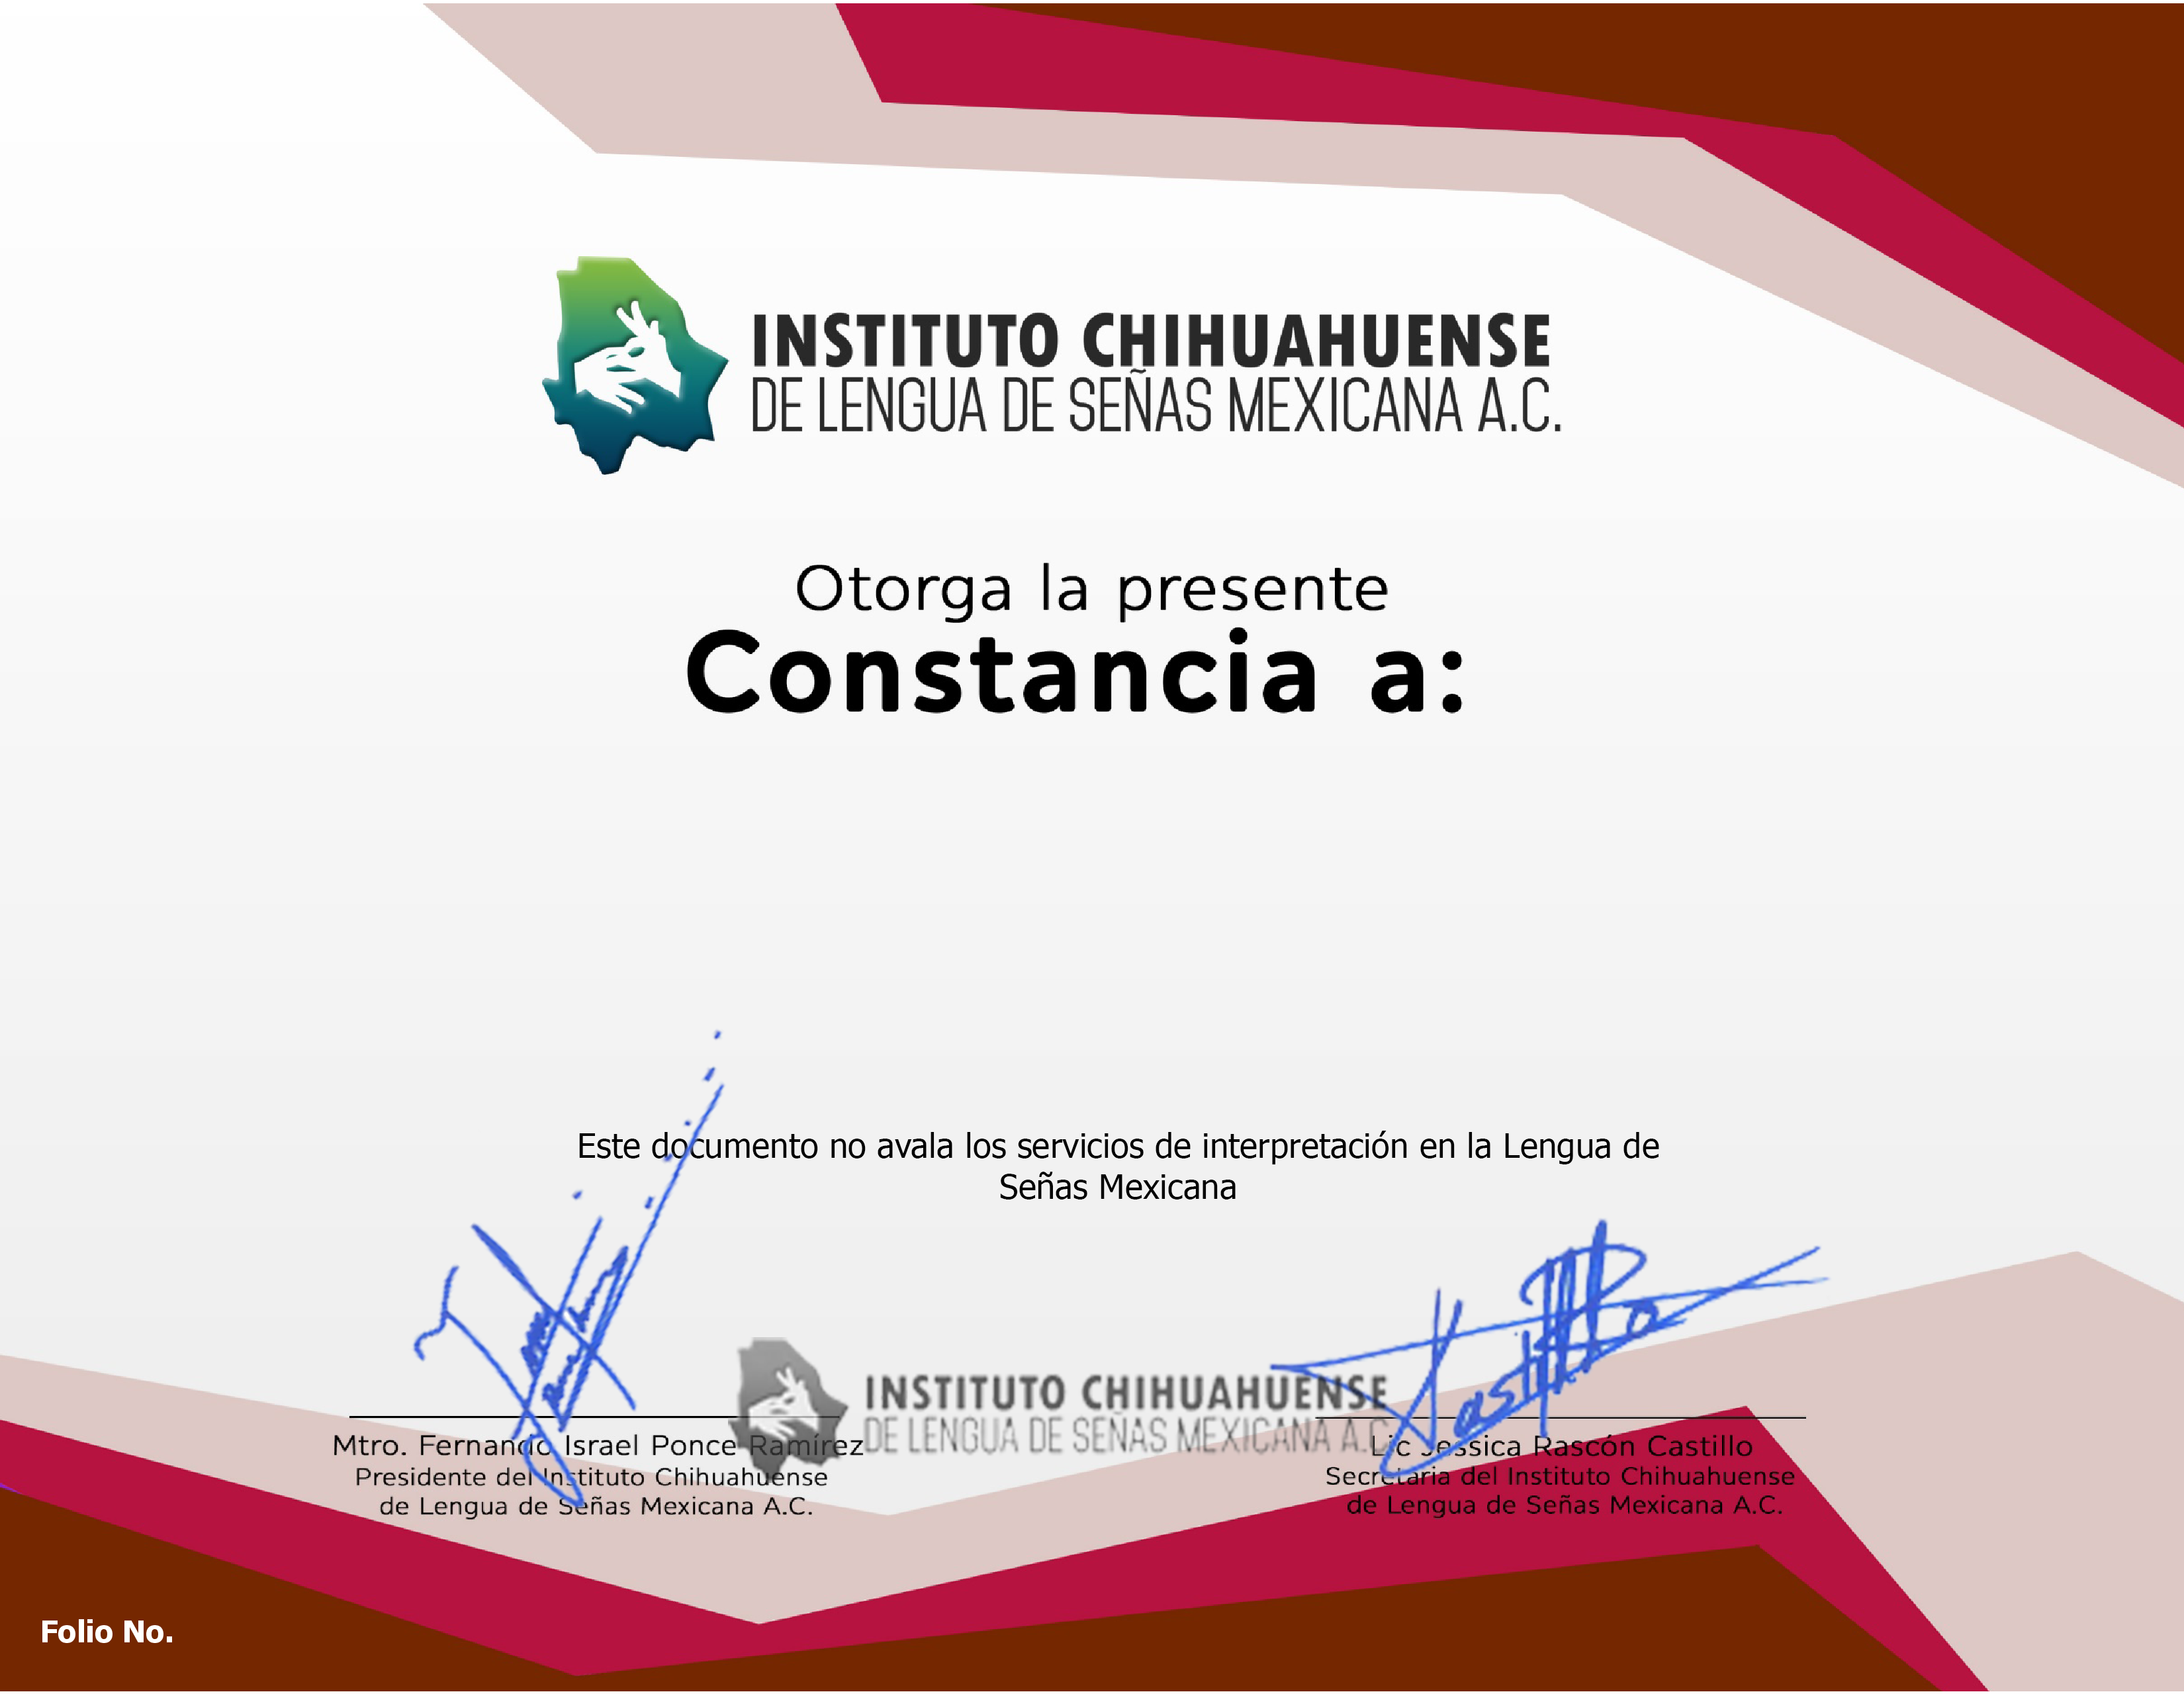 INSTITUTO CHIHUAHUENSE
DE LENGUA DE SEÑAS MEXICANA A.C.
Otorga la presente
Constancia a:
Este documento no avala los servicios de interpretación en la Lengua de
Señas Mexicana
INSTITUTO CHIHUAHUENSE
DE LENGUA DE SEÑAS MEXICANA A.C
Mtro. Fernando Israel Ponce Ramírez
Presidente del Instituto Chihuahuense
de Lengua de Señas Mexicana A.C.
Lic Jessica Rascón Castillo
Secretaria del Instituto Chihuahuense
de Lengua de Señas Mexicana A.C.
Folio No.